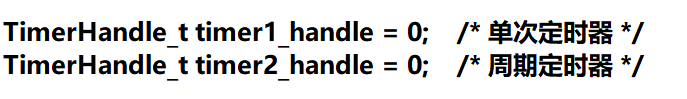 TimerHandle_t timer1_handle = 0;    /* 单次定时器 */
TimerHandle_t timer2_handle = 0;    /* 周期定时器 */